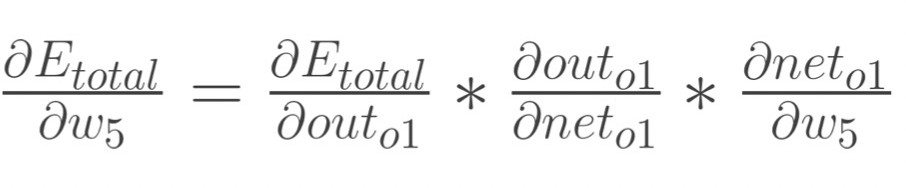 ∂E_total/∂w_5 = ∂E_total/∂out_o1 * ∂out_o1/∂net_o1 * ∂net_o1/∂w_5